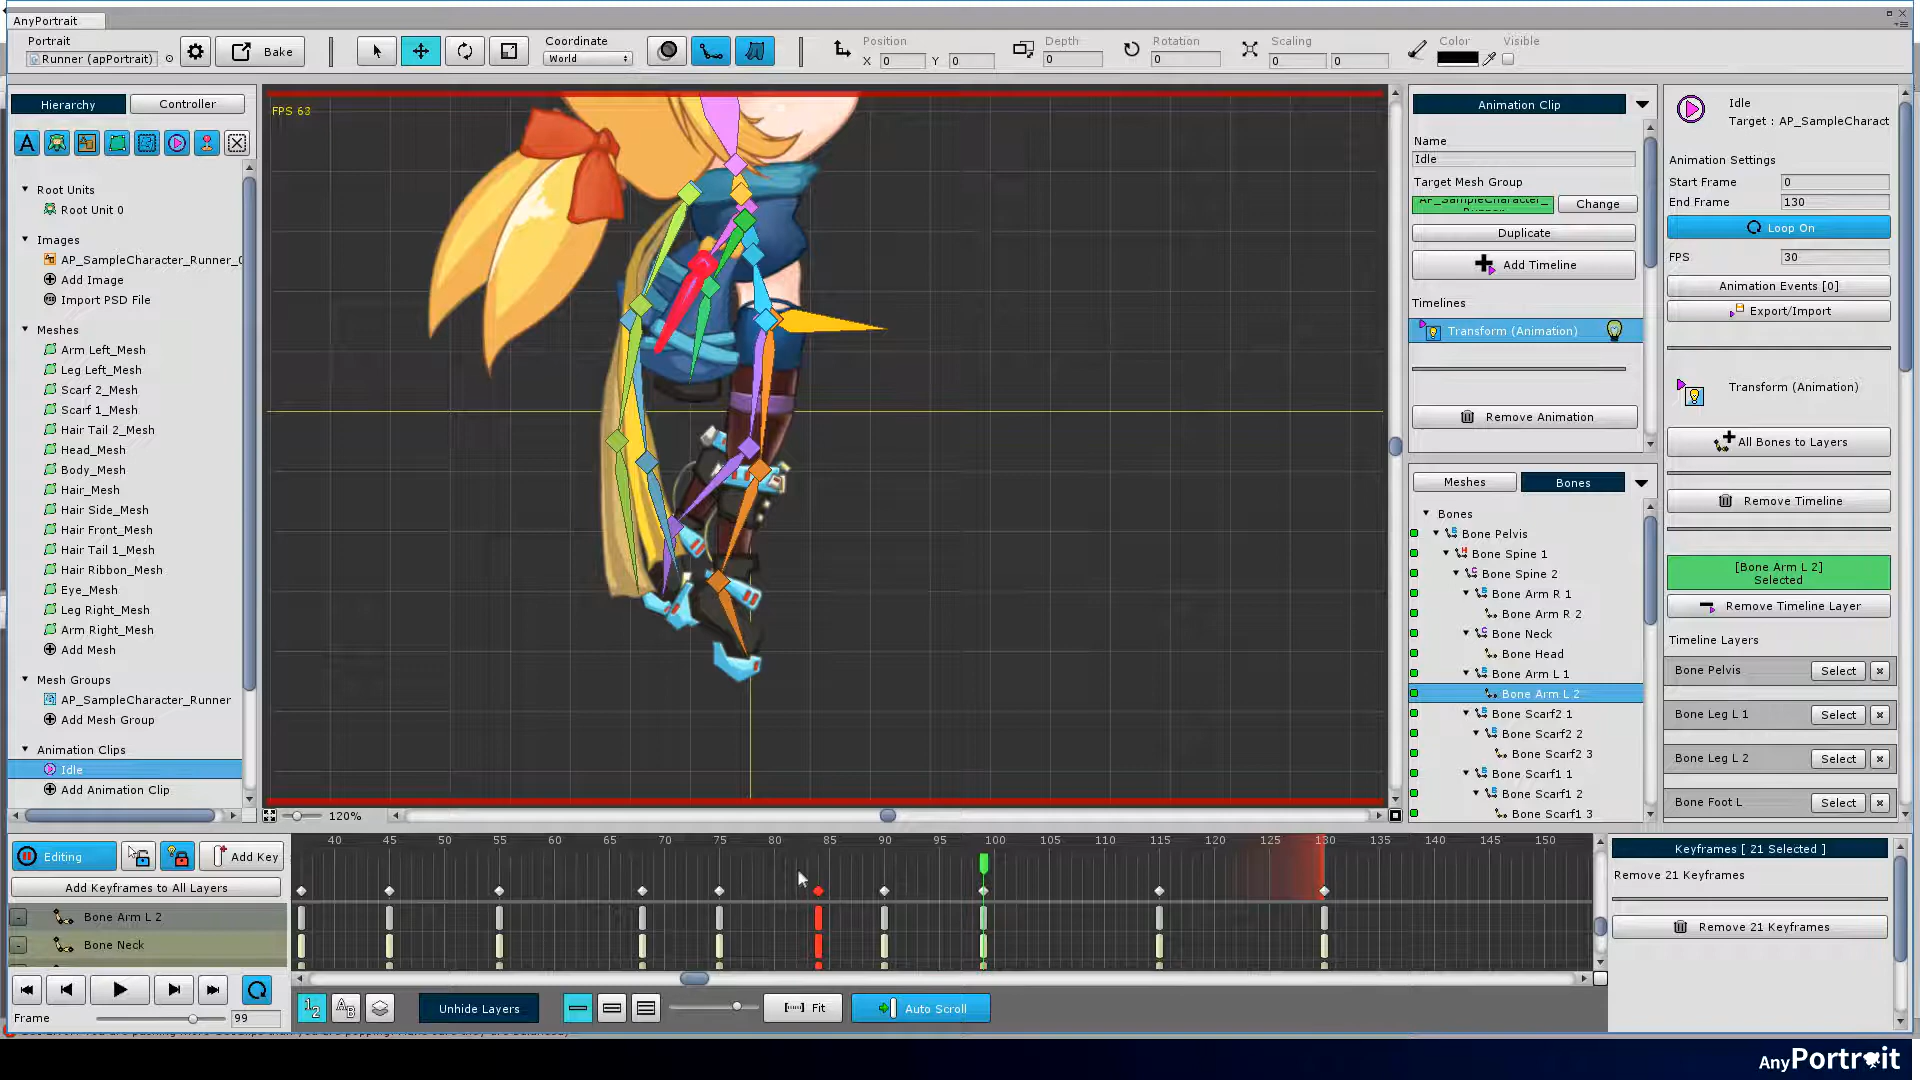 AnyPortrait
Portrait
Runner (apPortrait)
Bake
Coordinate
World
Position
X 0 Y 0
Depth
0
Rotation
0
Scaling
0 0
Color
Visible
Hierarchy
Controller
Root Units
Root Unit 0
Images
AP_SampleCharacter_Runner_0
Add Image
Import PSD File
Meshes
Arm Left_Mesh
Leg Left_Mesh
Scarf 2_Mesh
Scarf 1_Mesh
Hair Tail 2_Mesh
Head_Mesh
Body_Mesh
Hair_Mesh
Hair Side_Mesh
Hair Front_Mesh
Hair Tail 1_Mesh
Hair Ribbon_Mesh
Eye_Mesh
Leg Right_Mesh
Arm Right_Mesh
Add Mesh
Mesh Groups
AP_SampleCharacter_Runner
Add Mesh Group
Animation Clips
Idle
Add Animation Clip
FPS 63
120%
Animation Clip
Name
Idle
Target Mesh Group
AP_SampleCharacter_
Runner
Change
Duplicate
Add Timeline
Timelines
Transform (Animation)
Remove Animation
Meshes
Bones
Bones
Bone Pelvis
Bone Spine 1
Bone Spine 2
Bone Arm R 1
Bone Arm R 2
Bone Neck
Bone Head
Bone Arm L 1
Bone Arm L 2
Bone Scarf2 1
Bone Scarf2 2
Bone Scarf2 3
Bone Scarf1 1
Bone Scarf1 2
Bone Scarf1 3
Idle
Target : AP_SampleCharact
Animation Settings
Start Frame 0
End Frame 130
Loop On
FPS 30
Animation Events [0]
Export/Import
Transform (Animation)
All Bones to Layers
Remove Timeline
[Bone Arm L 2]
Selected
Remove Timeline Layer
Timeline Layers
Bone Pelvis Select
Bone Leg L 1 Select
Bone Leg L 2 Select
Bone Foot L Select
Editing
Add Key
Add Keyframes to All Layers
Bone Arm L 2
Bone Neck
Frame 99
40 45 50 55 60 65 70 75 80 85 90 95 100 105 110 115 120 125 130 135 140 145 150
Unhide Layers
Fit
Auto Scroll
Keyframes [ 21 Selected ]
Remove 21 Keyframes
Remove 21 Keyframes
AnyPortrait